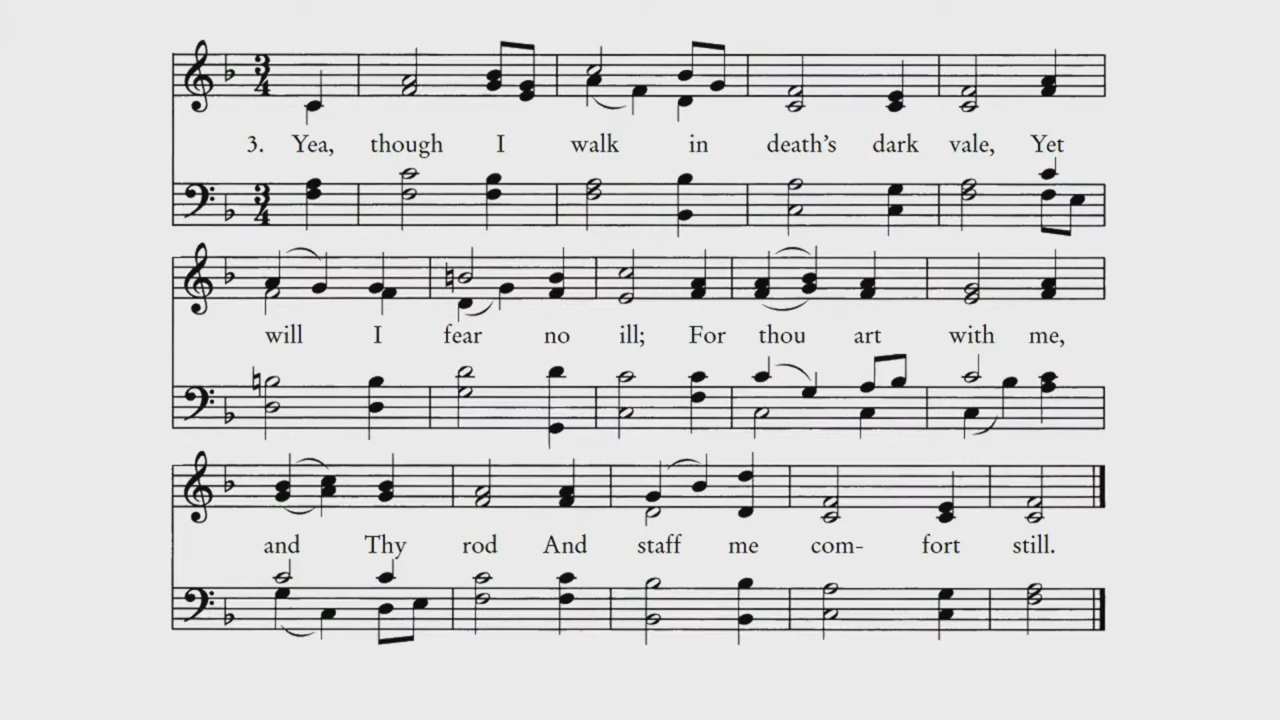 3. Yea, though I walk in death’s dark vale, Yet
will I fear no ill; For thou art with me,
and Thy rod And staff me com- fort still.